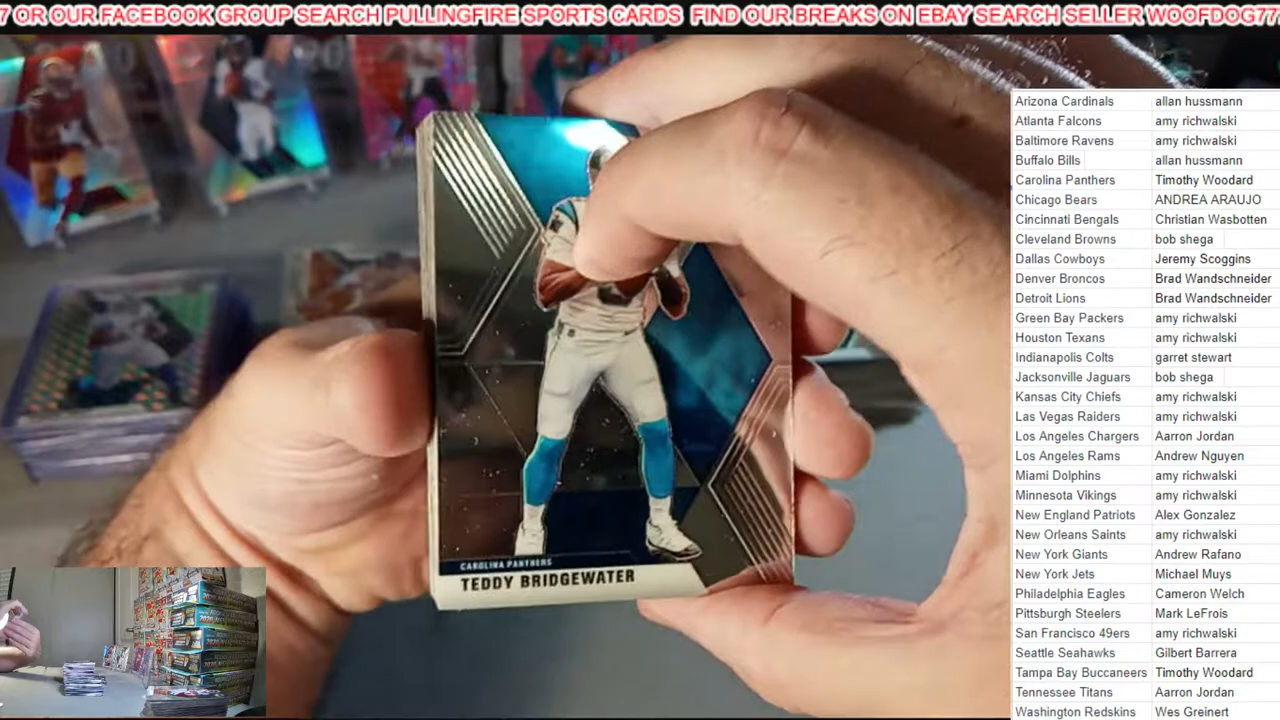 7 OR OUR FACEBOOK GROUP SEARCH PULLINGFIRE SPORTS CARDS  FIND OUR BREAKS ON EBAY SEARCH SELLER WOOFDOG77
Arizona Cardinals allan hussmann
Atlanta Falcons amy richwalski
Baltimore Ravens amy richwalski
Buffalo Bills allan hussmann
Carolina Panthers Timothy Woodard
Chicago Bears ANDREA ARAUJO
Cincinnati Bengals Christian Wasbotten
Cleveland Browns bob shega
Dallas Cowboys Jeremy Scoggins
Denver Broncos Brad Wandschneider
Detroit Lions Brad Wandschneider
Green Bay Packers amy richwalski
Houston Texans amy richwalski
Indianapolis Colts garret stewart
Jacksonville Jaguars bob shega
Kansas City Chiefs amy richwalski
Las Vegas Raiders amy richwalski
Los Angeles Chargers Aarron Jordan
Los Angeles Rams Andrew Nguyen
Miami Dolphins amy richwalski
Minnesota Vikings amy richwalski
New England Patriots Alex Gonzalez
New Orleans Saints amy richwalski
New York Giants Andrew Rafano
New York Jets Michael Muys
Philadelphia Eagles Cameron Welch
Pittsburgh Steelers Mark LeFrois
San Francisco 49ers amy richwalski
Seattle Seahawks Gilbert Barrera
Tampa Bay Buccaneers Timothy Woodard
Tennessee Titans Aarron Jordan
Washington Redskins Wes Greinert
CAROLINA PANTHERS
TEDDY BRIDGEWATER